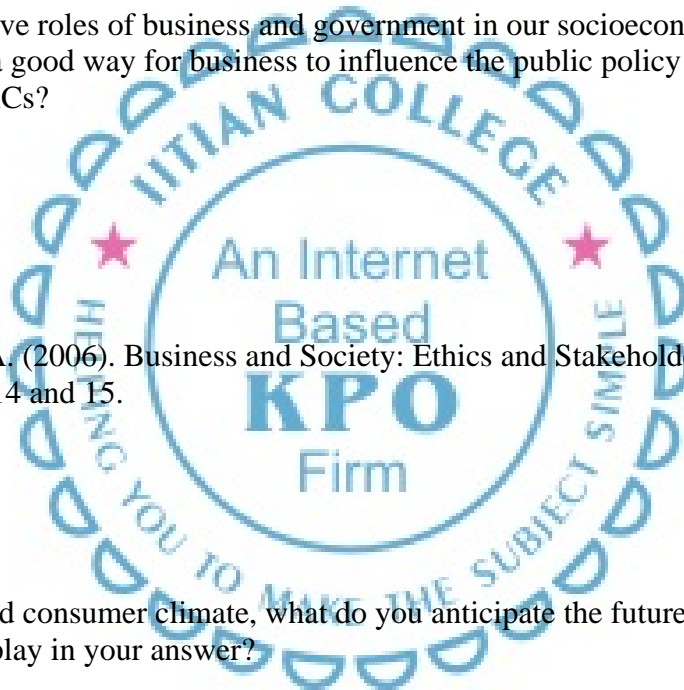 ve roles of business and government in our socioecon
a good way for business to influence the public policy
Cs?
IITIAN COLLEGE
An Internet
Based
A. (2006). Business and Society: Ethics and Stakehold
14 and 15.
KPO
Firm
HELPING YOU TO MAKE THE SUBJECT SIMPLE
d consumer climate, what do you anticipate the future
play in your answer?